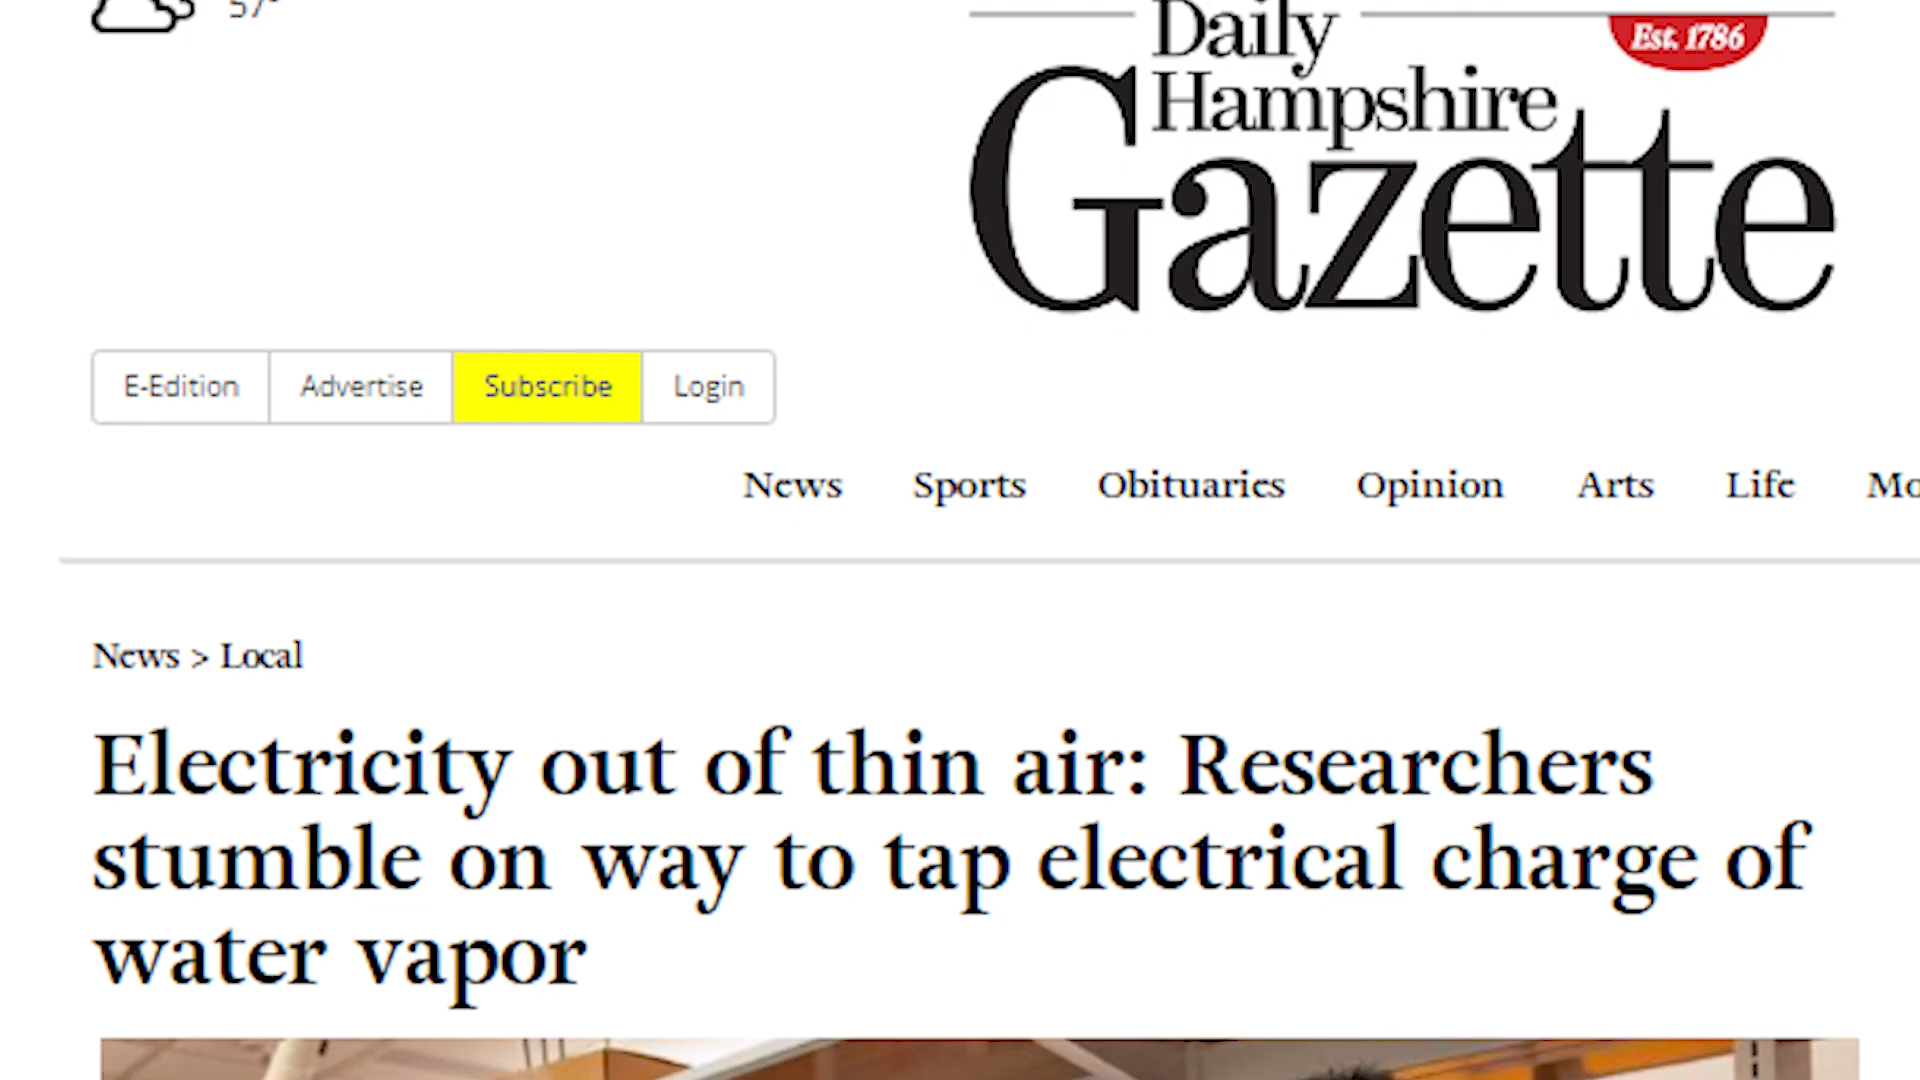 57°
Daily
Est. 1786
Hampshire
Gazette
E-Edition Advertise Subscribe Login
News Sports Obituaries Opinion Arts Life
News > Local
Electricity out of thin air: Researchers
stumble on way to tap electrical charge of
water vapor